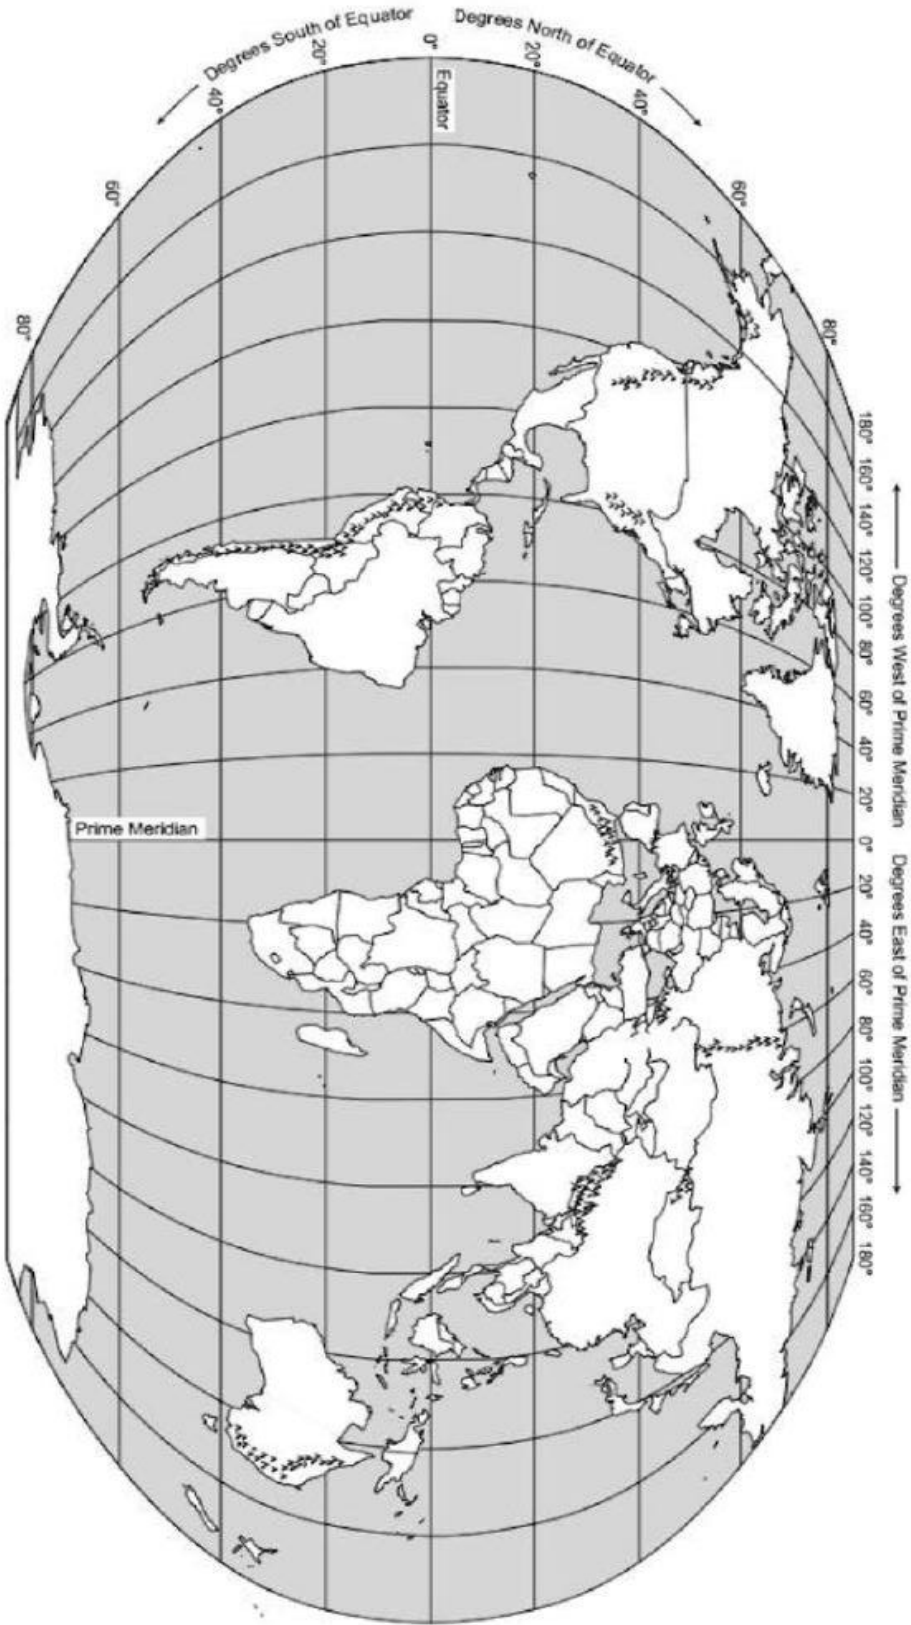 Degrees West of Prime Meridian Degrees East of Prime Meridian
180° 160° 140° 120° 100° 80° 60° 40° 20° 0° 20° 40° 60° 80° 100° 120° 140° 160° 180°
80°
60°
Degrees North of Equator
40°
20°
0° Equator
20°
Degrees South of Equator
40°
60°
80°
Prime Meridian